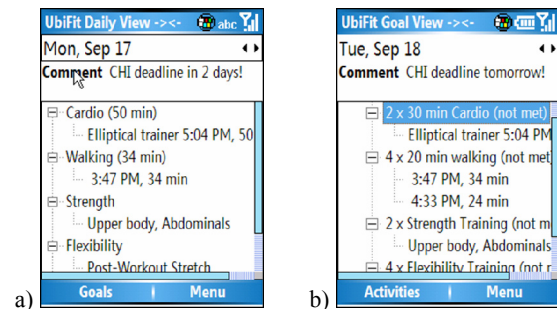 UbiFit Daily View -><- abc
Mon, Sep 17
Comment CHI deadline in 2 days!
Cardio (50 min)
Elliptical trainer 5:04 PM, 50
Walking (34 min)
3:47 PM, 34 min
Strength
Upper body, Abdominals
Flexibility
Post-Workout Stretch
Goals Menu
a)
UbiFit Goal View -><-
Tue, Sep 18
Comment CHI deadline tomorrow!
2 x 30 min Cardio (not met)
Elliptical trainer 5:04 PM
4 x 20 min walking (not met
3:47 PM, 34 min
4:33 PM, 24 min
2 x Strength Training (not m
Upper body, Abdominals
4 x Flexibility Training (not r
Activities Menu
b)